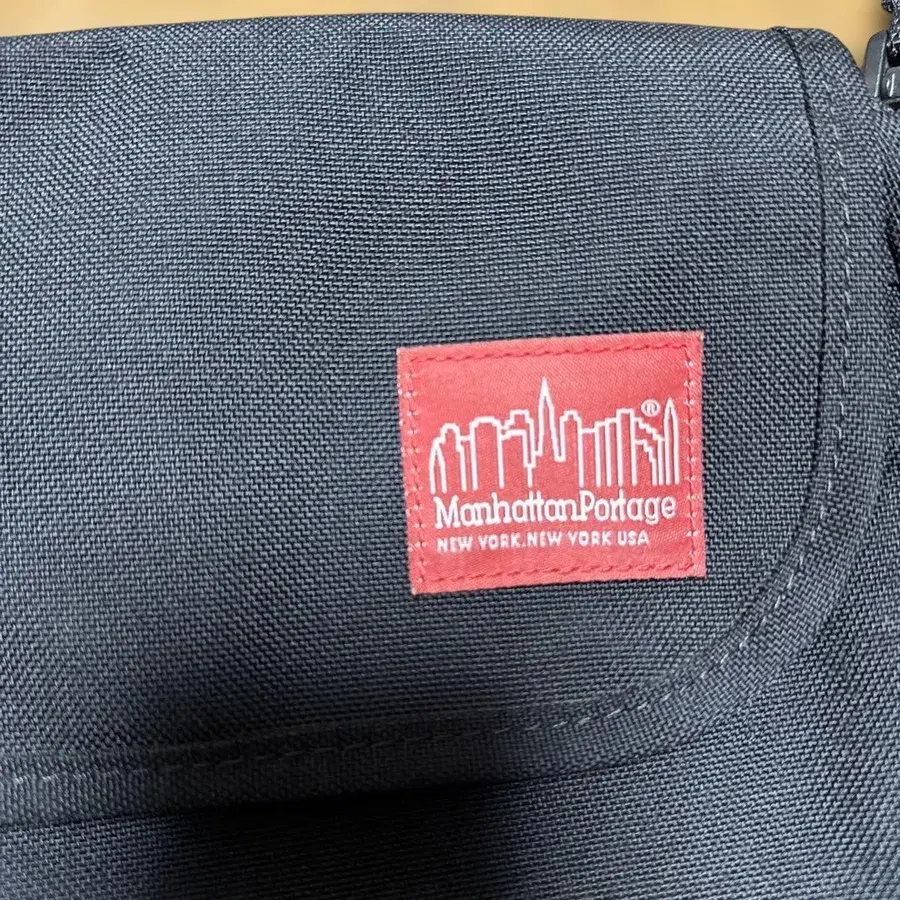 ®
ManhattanPortage
NEW YORK, NEW YORK USA